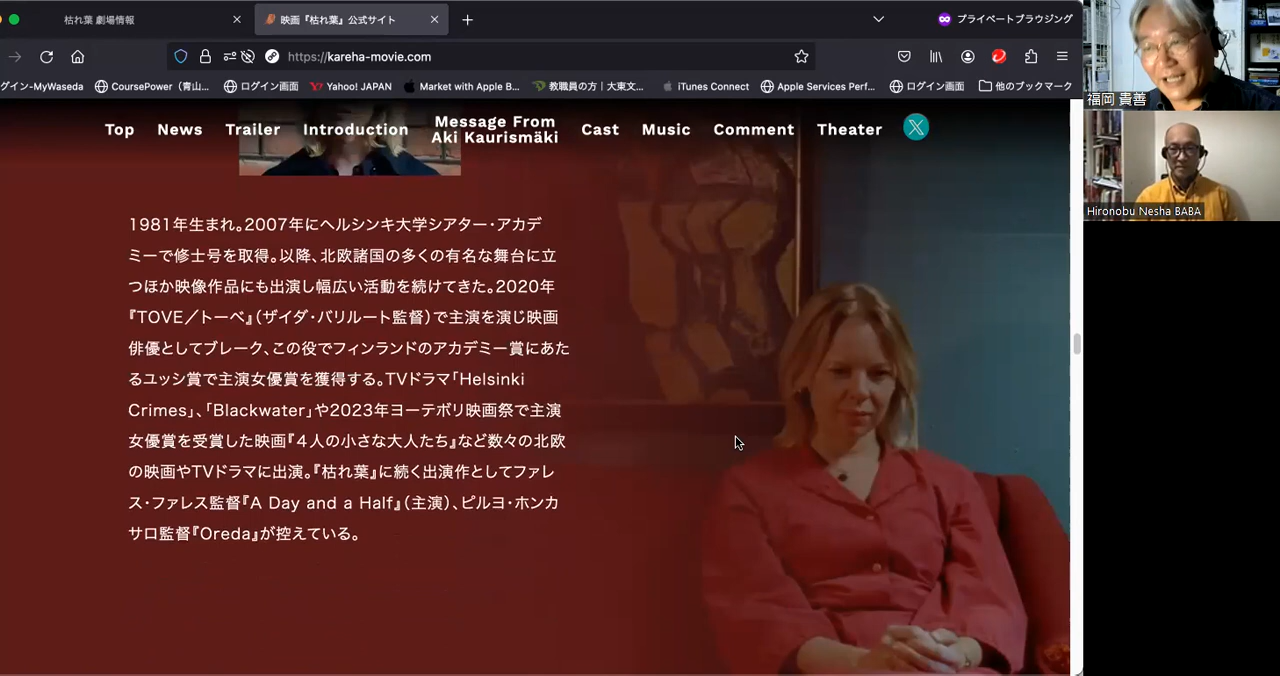 枯れ葉 劇場情報
映画『枯れ葉』公式サイト
プライベートブラウジング
https://kareha-movie.com
グイン-MyWaseda
CoursePower（青山...
ログイン画面
Yahoo! JAPAN
Market with Apple B...
教職員の方｜大東文...
iTunes Connect
Apple Services Perf...
ログイン画面
他のブックマーク
Top
News
Trailer
Introduction
Message From
Aki Kaurismäki
Cast
Music
Comment
Theater
1981年生まれ。2007年にヘルシンキ大学シアター・アカデ
ミーで修士号を取得。以降、北欧諸国の多くの有名な舞台に立
つほか映像作品にも出演し幅広い活動を続けてきた。2020年
『TOVE／トーベ』（ザイダ・バリルート監督）で主演を演じ映画
俳優としてブレーク、この役でフィンランドのアカデミー賞にあた
るユッシ賞で主演女優賞を獲得する。TVドラマ「Helsinki
Crimes」、「Blackwater」や2023年ヨーテボリ映画祭で主演
女優賞を受賞した映画『４人の小さな大人たち』など数々の北欧
の映画やTVドラマに出演。『枯れ葉』に続く出演作としてファレ
ス・ファレス監督『A Day and a Half』（主演）、ピルヨ・ホンカ
サロ監督『Oreda』が控えている。
福岡 貴善
Hironobu Nesha BABA